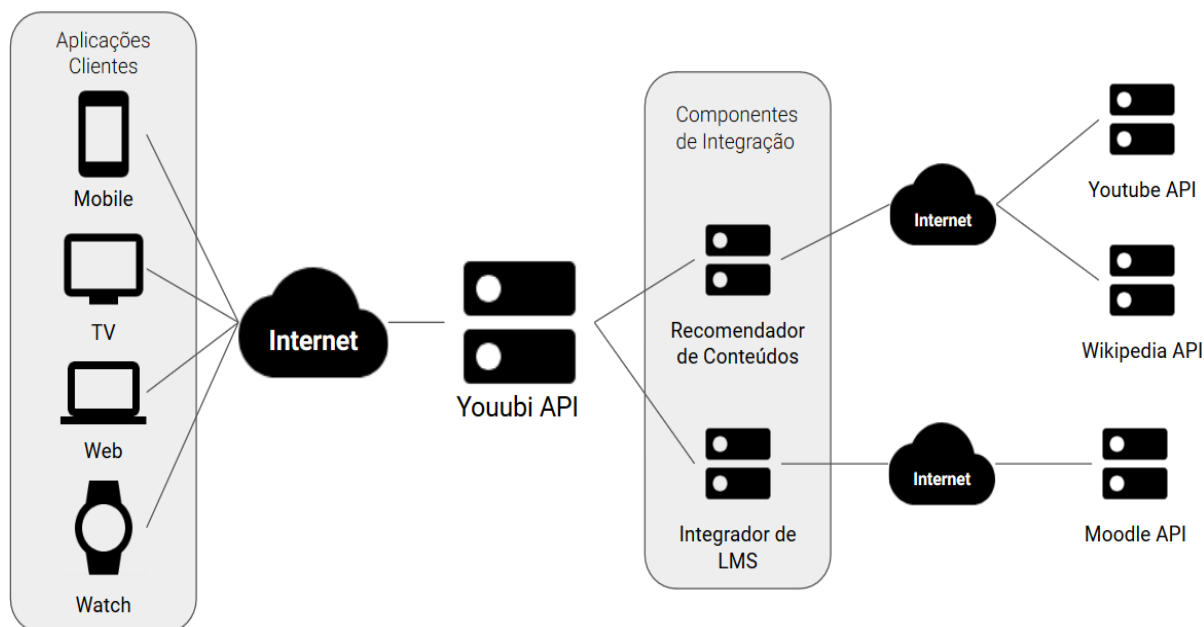 Aplicações
Clientes
Mobile
TV
Web
Watch
Internet
Youubi API
Componentes
de Integração
Recomendador
de Conteúdos
Integrador de
LMS
Internet
Internet
Youtube API
Wikipedia API
Moodle API